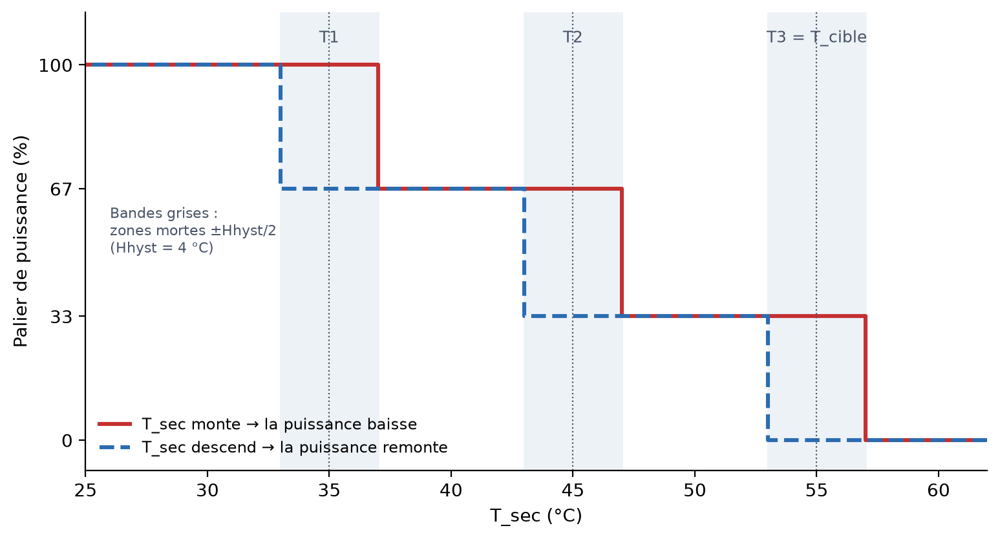 T1
T2
T3 = T_cible
Palier de puissance (%)
100
67
33
0
Bandes grises :
zones mortes ±Hhyst/2
(Hhyst = 4 °C)
T_sec monte → la puissance baisse
T_sec descend → la puissance remonte
25
30
35
40
45
50
55
60
T_sec (°C)